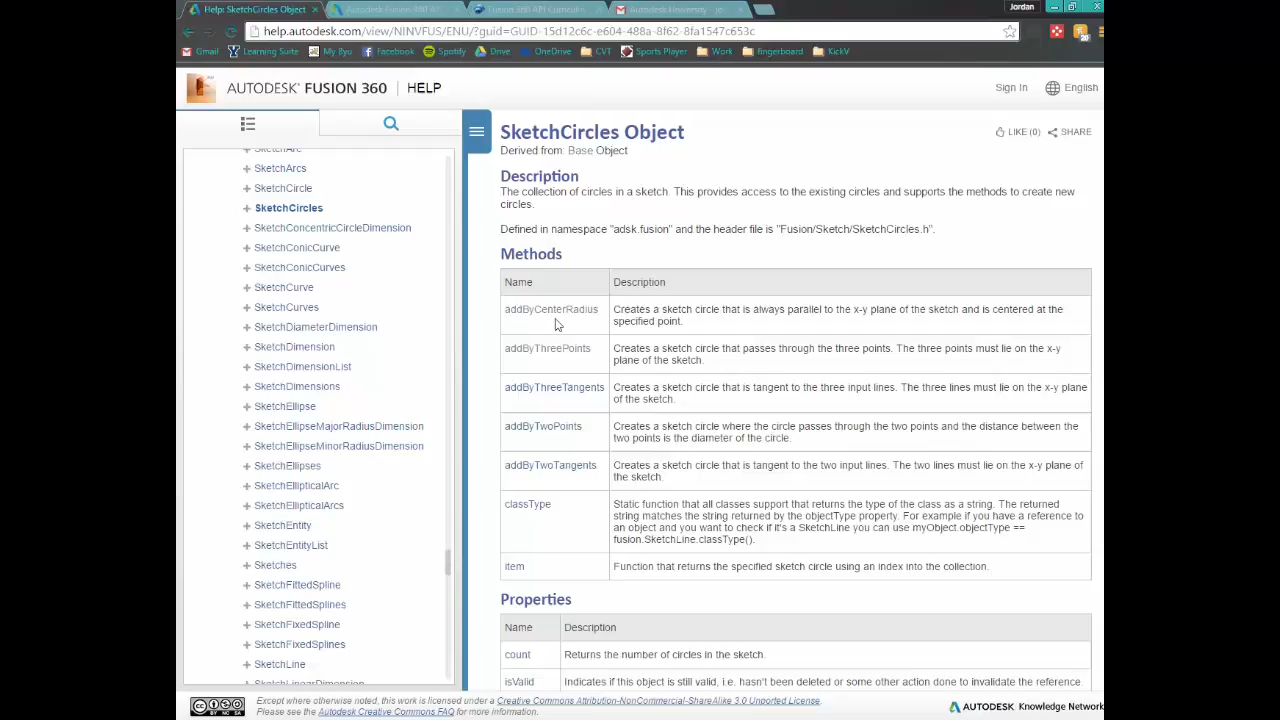 Help: SketchCircles Object
Autodesk Fusion 360 API
Fusion 360 API Curriculum
Autodesk University - jo
Jordan
help.autodesk.com/view/NINVFUS/ENU/?guid=GUID-15d12c6c-e604-488a-8f62-8fa1547c653c
Gmail Learning Suite My Byu Facebook Spotify Drive OneDrive CVT Sports Player Work fingerboard KickV
AUTODESK® FUSION 360 | HELP
Sign In English
SketchArc
SketchArcs
SketchCircle
SketchCircles
SketchConcentricCircleDimension
SketchConicCurve
SketchConicCurves
SketchCurve
SketchCurves
SketchDiameterDimension
SketchDimension
SketchDimensionList
SketchDimensions
SketchEllipse
SketchEllipseMajorRadiusDimension
SketchEllipseMinorRadiusDimension
SketchEllipses
SketchEllipticalArc
SketchEllipticalArcs
SketchEntity
SketchEntityList
Sketches
SketchFittedSpline
SketchFittedSplines
SketchFixedSpline
SketchFixedSplines
SketchLine
SketchLinearDimension
SketchCircles Object
LIKE (0) SHARE
Derived from: Base Object
Description
The collection of circles in a sketch. This provides access to the existing circles and supports the methods to create new
circles.
Defined in namespace "adsk.fusion" and the header file is "Fusion/Sketch/SketchCircles.h".
Methods
Name Description
addByCenterRadius Creates a sketch circle that is always parallel to the x-y plane of the sketch and is centered at the
specified point.
addByThreePoints Creates a sketch circle that passes through the three points. The three points must lie on the x-y
plane of the sketch.
addByThreeTangents Creates a sketch circle that is tangent to the three input lines. The three lines must lie on the x-y plane
of the sketch.
addByTwoPoints Creates a sketch circle where the circle passes through the two points and the distance between the
two points is the diameter of the circle.
addByTwoTangents Creates a sketch circle that is tangent to the two input lines. The two lines must lie on the x-y plane of
the sketch.
classType Static function that all classes support that returns the type of the class as a string. The returned
string matches the string returned by the objectType property. For example if you have a reference to
an object and you want to check if it's a SketchLine you can use myObject.objectType ==
fusion.SketchLine.classType().
item Function that returns the specified sketch circle using an index into the collection.
Properties
Name Description
count Returns the number of circles in the sketch.
isValid Indicates if this object is still valid, i.e. hasn't been deleted or some other action done to invalidate the reference.
Except where otherwise noted, this work is licensed under a Creative Commons Attribution-NonCommercial-ShareAlike 3.0 Unported License.
Please see the Autodesk Creative Commons FAQ for more information.
AUTODESK Knowledge Network